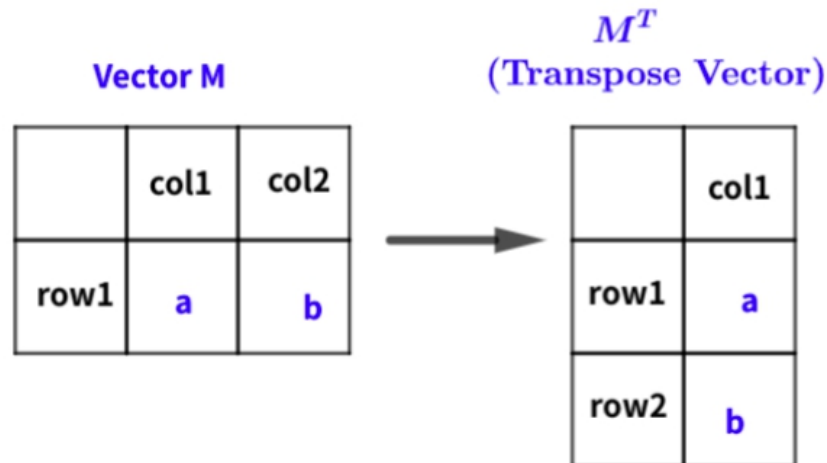 Vector M
M^T
(Transpose Vector)
col1 col2
row1 a b
col1
row1 a
row2 b